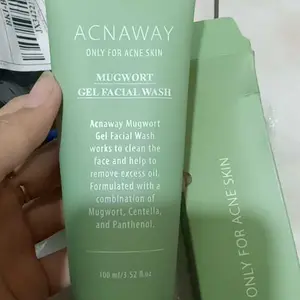 ACNAWAY
ONLY FOR ACNE SKIN
MUGWORT
GEL FACIAL WASH
Acnaway Mugwort
Gel Facial Wash
works to clean the
face and help to
remove excess oil.
Formulated with a
combination of
Mugwort, Centella,
and Panthenol.
100 ml/3.52 fl.oz
ONLY FOR ACNE SKIN